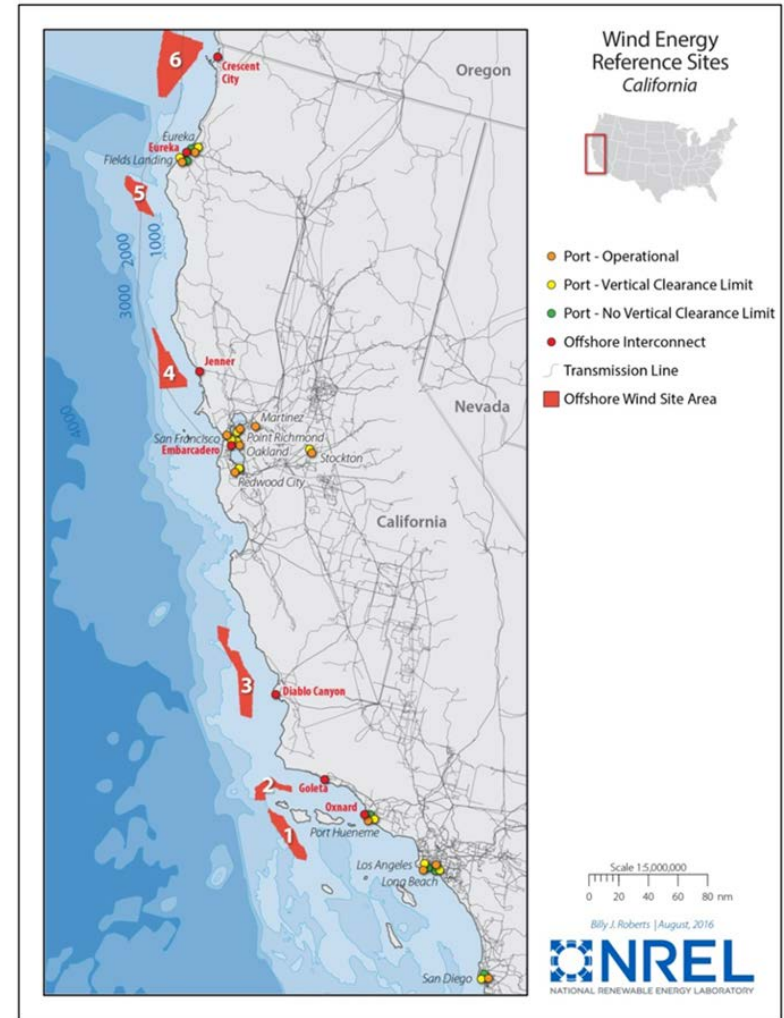 Wind Energy
Reference Sites
California
Port - Operational
Port - Vertical Clearance Limit
Port - No Vertical Clearance Limit
Offshore Interconnect
Transmission Line
Offshore Wind Site Area
6
Crescent
City
Oregon
Eureka
Eureka
Fields Landing
5
1000
2000
3000
4
Jenner
4000
Nevada
Martinez
San Francisco
Point Richmond
Embarcadero
Oakland
Stockton
Redwood City
California
3
Diablo Canyon
2
Goleta
Oxnard
1
Port Hueneme
Los Angeles
Long Beach
San Diego
Scale 1:5,000,000
0 20 40 60 80 nm
Billy J. Roberts | August, 2016
NREL
NATIONAL RENEWABLE ENERGY LABORATORY